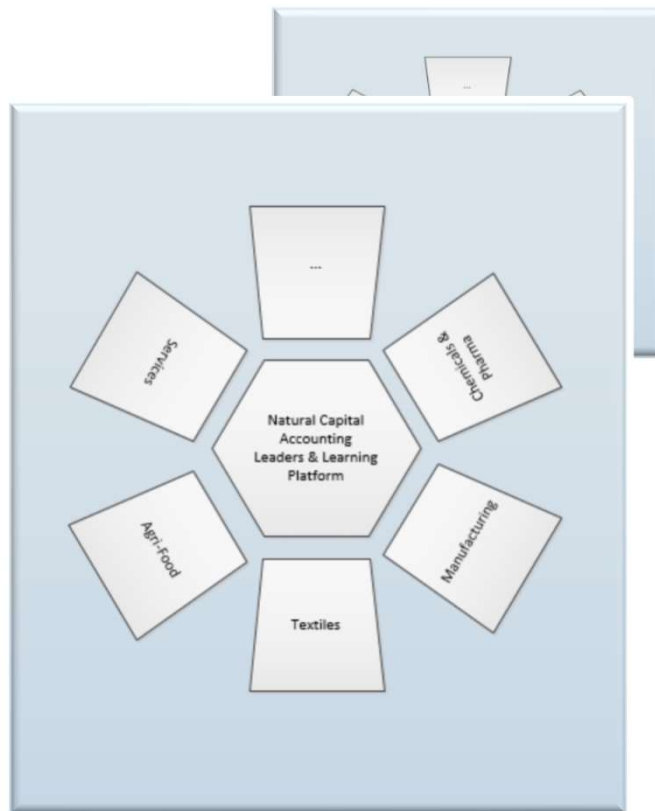 ...
---
Services
Chemicals &
Pharma
Natural Capital
Accounting
Leaders & Learning
Platform
Agri-Food
Manufacturing
Textiles